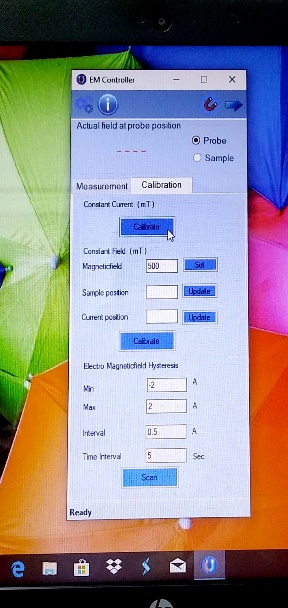 EM Controller
Actual field at probe position
----
Probe
Sample
Measurement Calibration
Constant Current (mT)
Calibrate
Constant Field (mT)
Magneticfield 500 Set
Sample position Update
Current position Update
Calibrate
Electro Magneticfield Hysteresis
Min -2 A
Max 2 A
Interval 0.5 A
Time Interval 5 Sec
Scan
Ready
hp